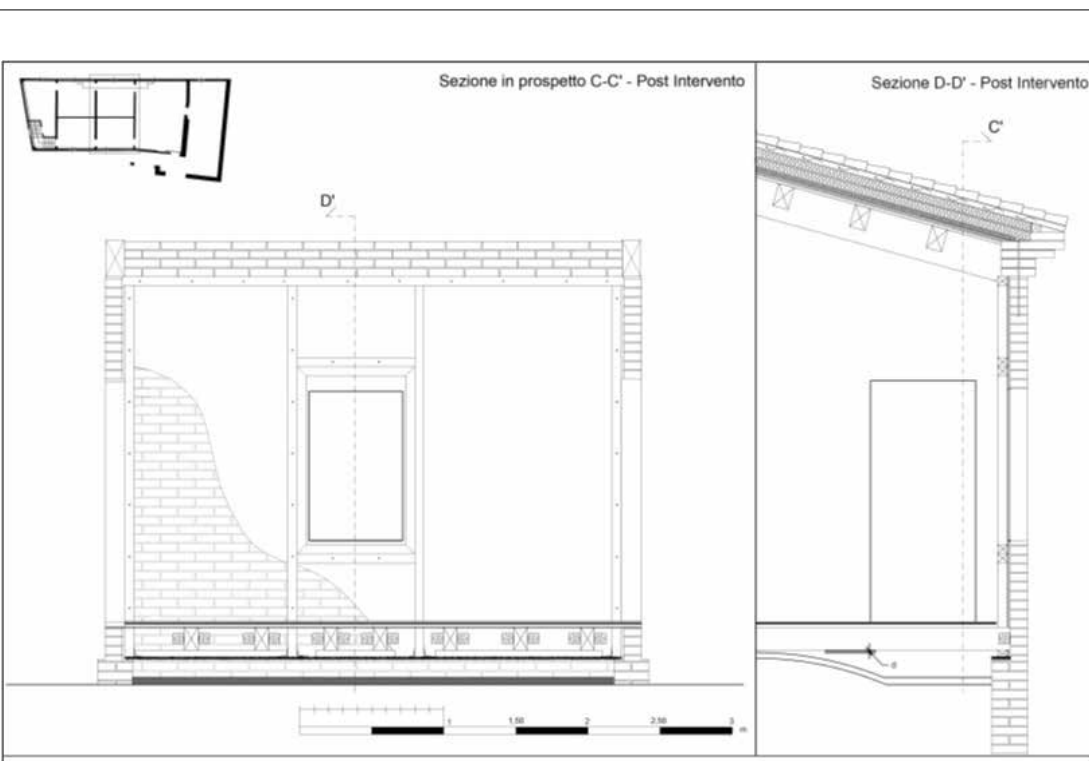 Sezione in prospetto C-C' - Post Intervento
Sezione D-D' - Post Intervento
C'
D'
d
1 1,50 2 2,50 3 m